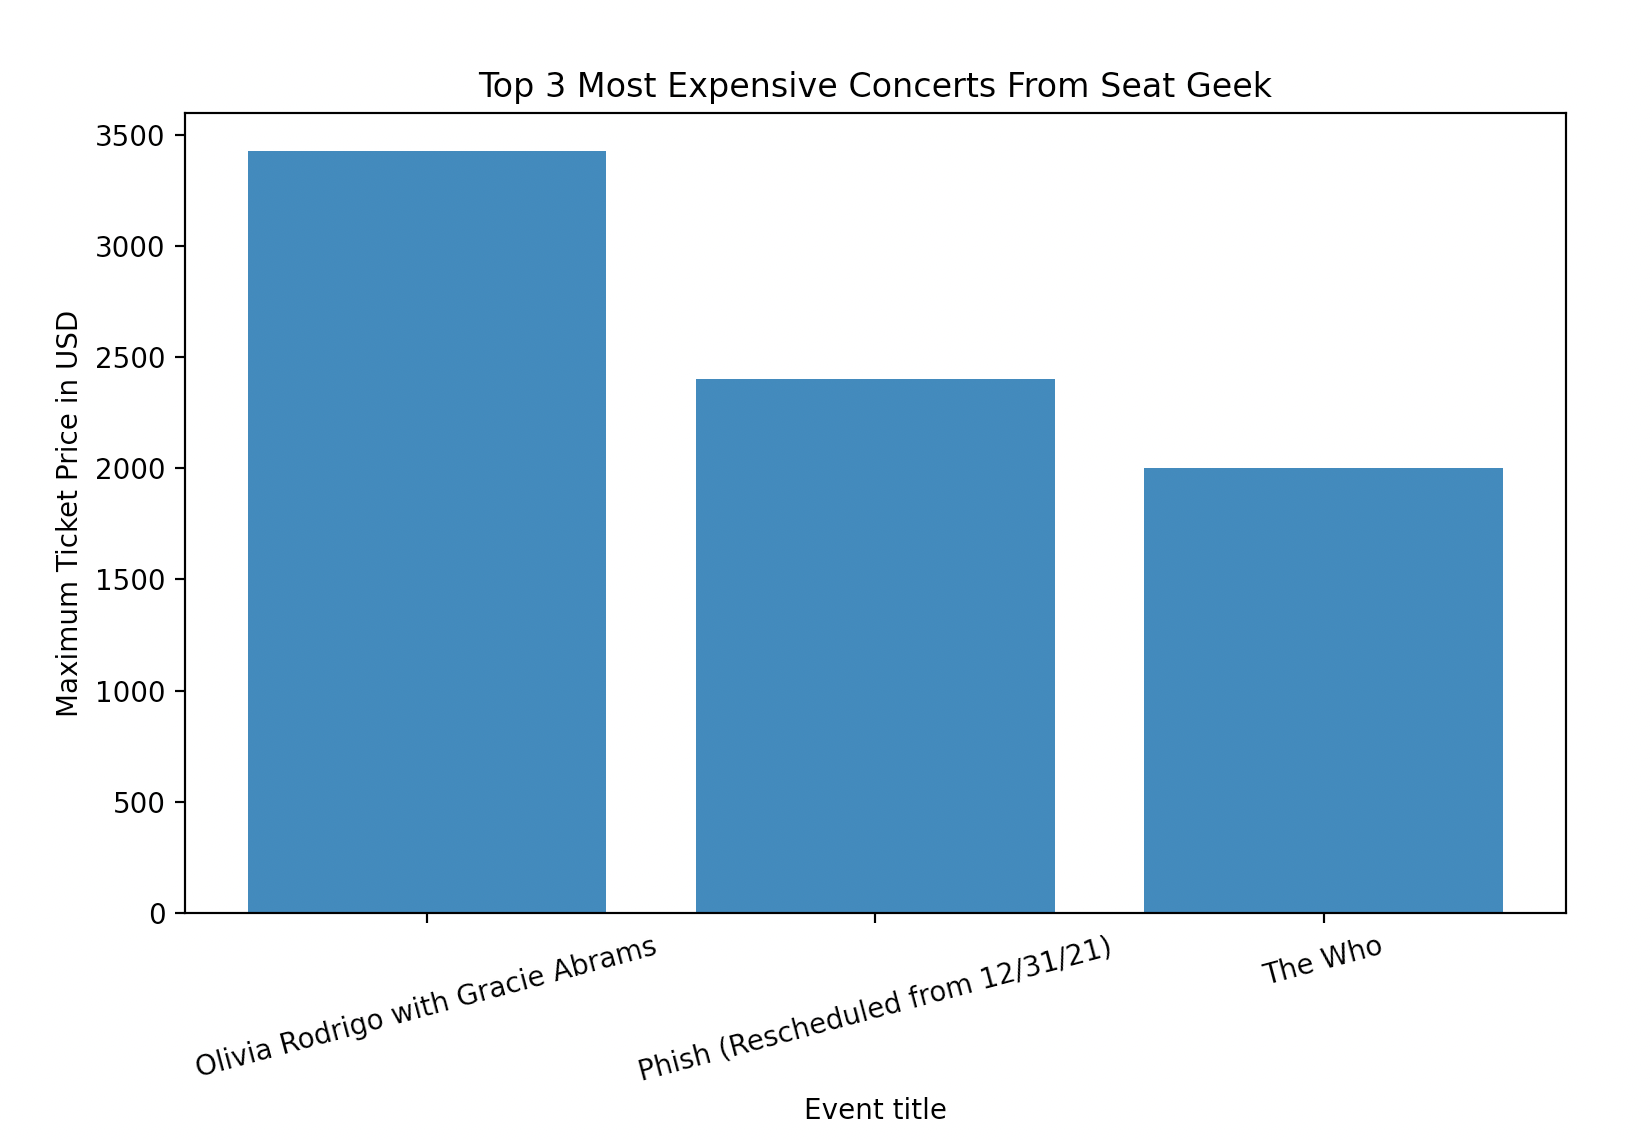 Top 3 Most Expensive Concerts From Seat Geek
Maximum Ticket Price in USD
3500
3000
2500
2000
1500
1000
500
0
Olivia Rodrigo with Gracie Abrams
Phish (Rescheduled from 12/31/21)
The Who
Event title